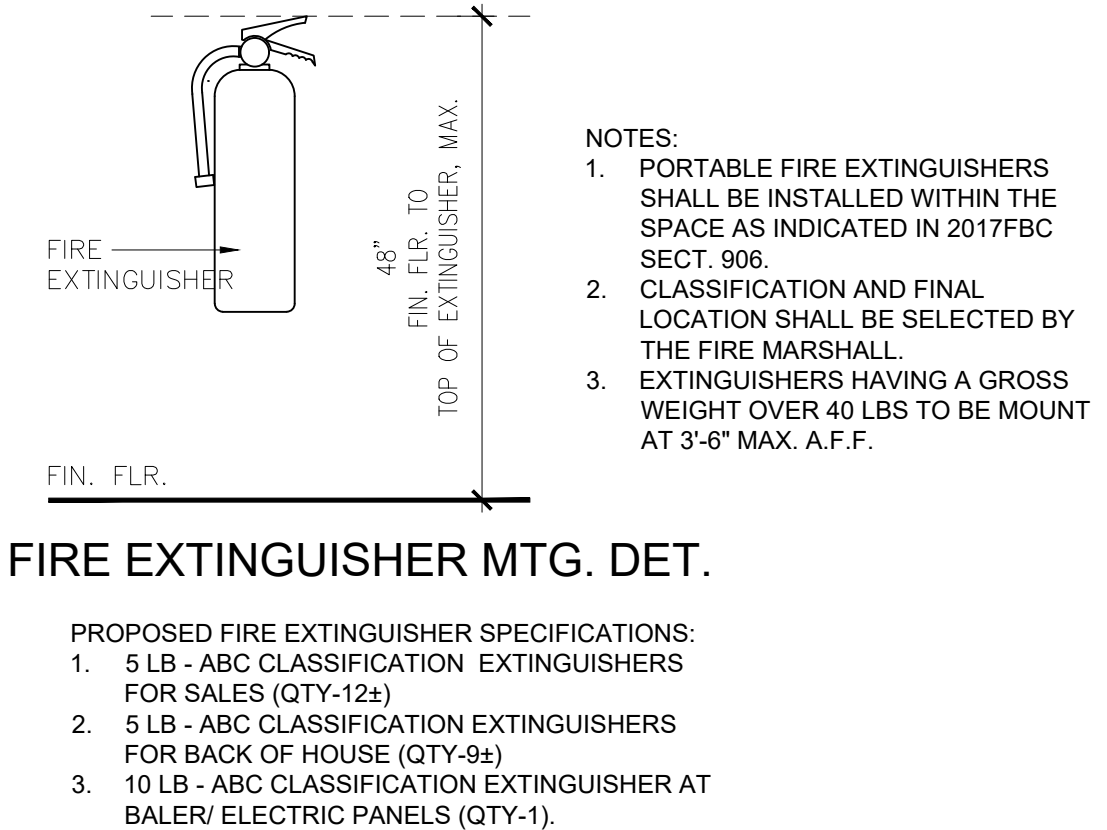 FIRE
EXTINGUISHER
48"
FIN. FLR. TO
TOP OF EXTINGUISHER, MAX.
FIN. FLR.
NOTES:
1. PORTABLE FIRE EXTINGUISHERS
SHALL BE INSTALLED WITHIN THE
SPACE AS INDICATED IN 2017FBC
SECT. 906.
2. CLASSIFICATION AND FINAL
LOCATION SHALL BE SELECTED BY
THE FIRE MARSHALL.
3. EXTINGUISHERS HAVING A GROSS
WEIGHT OVER 40 LBS TO BE MOUNT
AT 3'-6" MAX. A.F.F.
FIRE EXTINGUISHER MTG. DET.
PROPOSED FIRE EXTINGUISHER SPECIFICATIONS:
1. 5 LB - ABC CLASSIFICATION EXTINGUISHERS
FOR SALES (QTY-12±)
2. 5 LB - ABC CLASSIFICATION EXTINGUISHERS
FOR BACK OF HOUSE (QTY-9±)
3. 10 LB - ABC CLASSIFICATION EXTINGUISHER AT
BALER/ ELECTRIC PANELS (QTY-1).